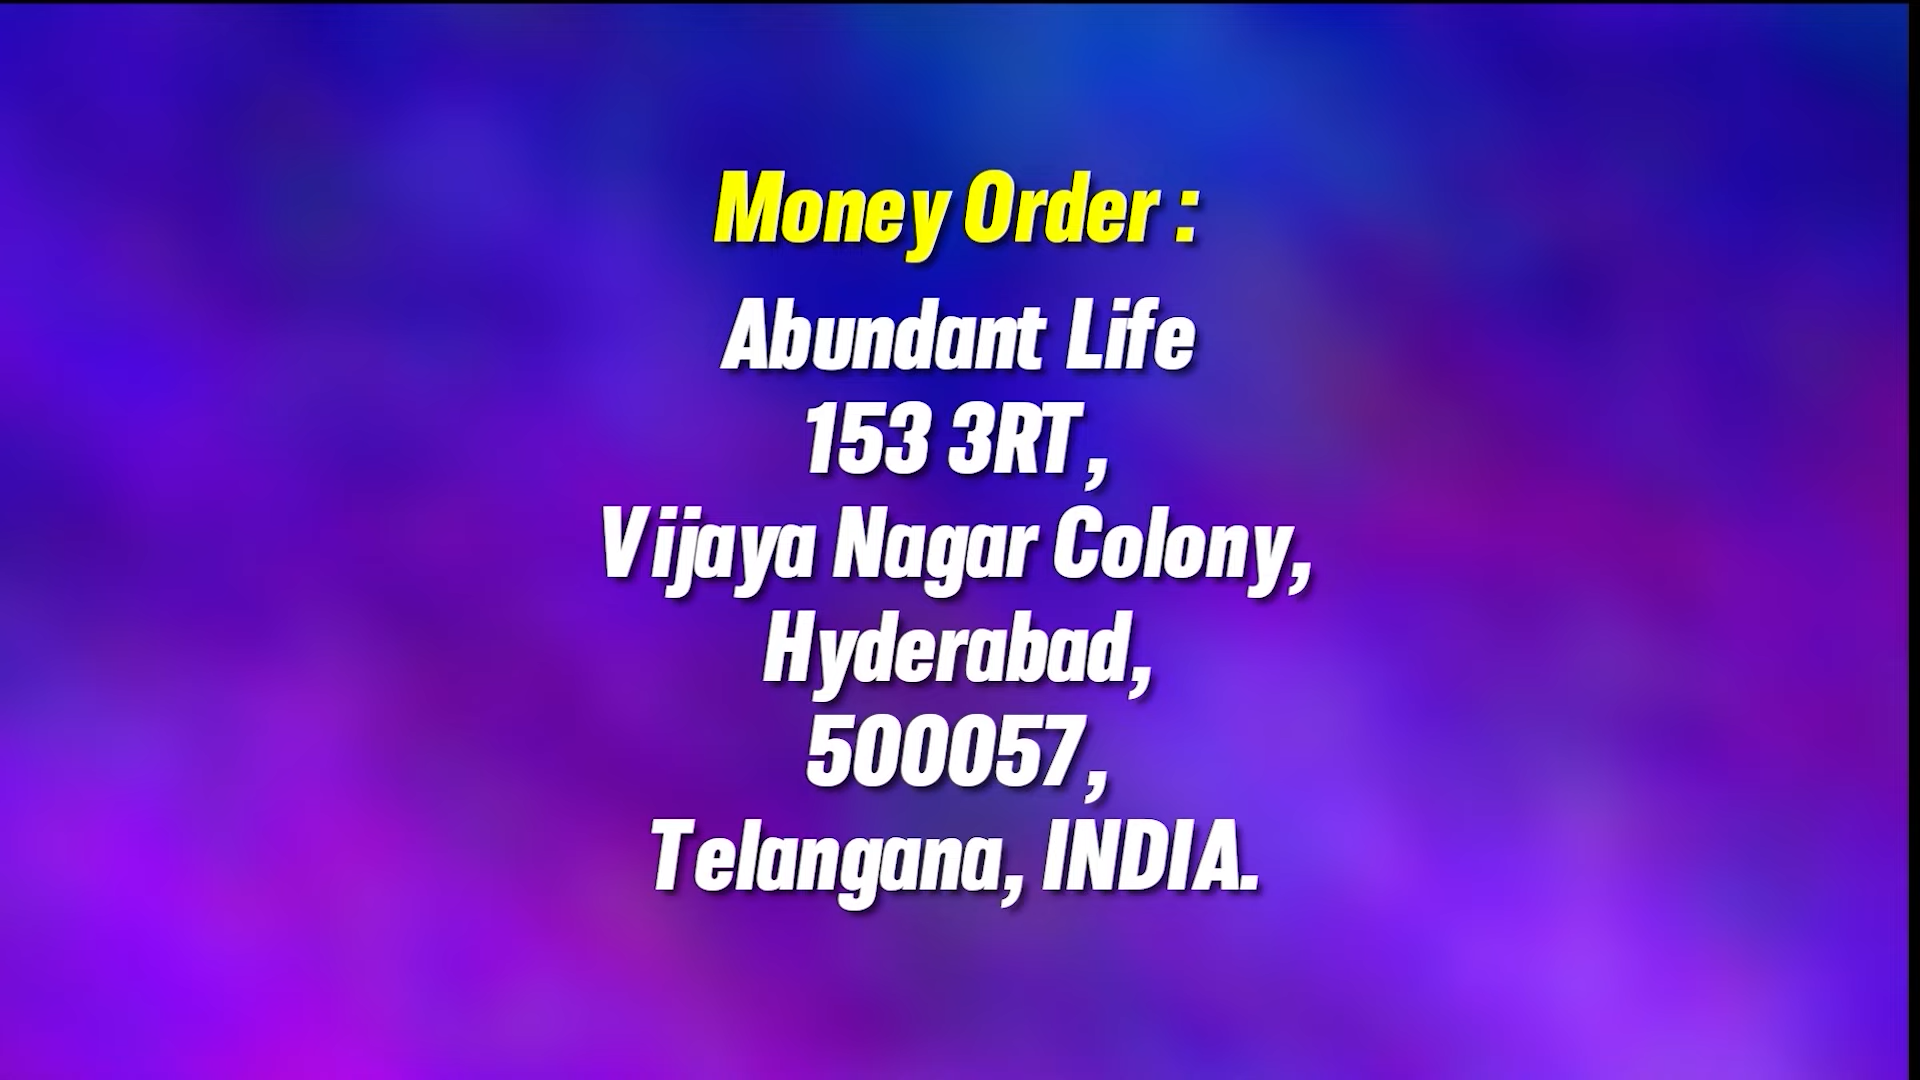 Money Order :
Abundant Life
153 3RT,
Vijaya Nagar Colony,
Hyderabad,
500057,
Telangana, INDIA.